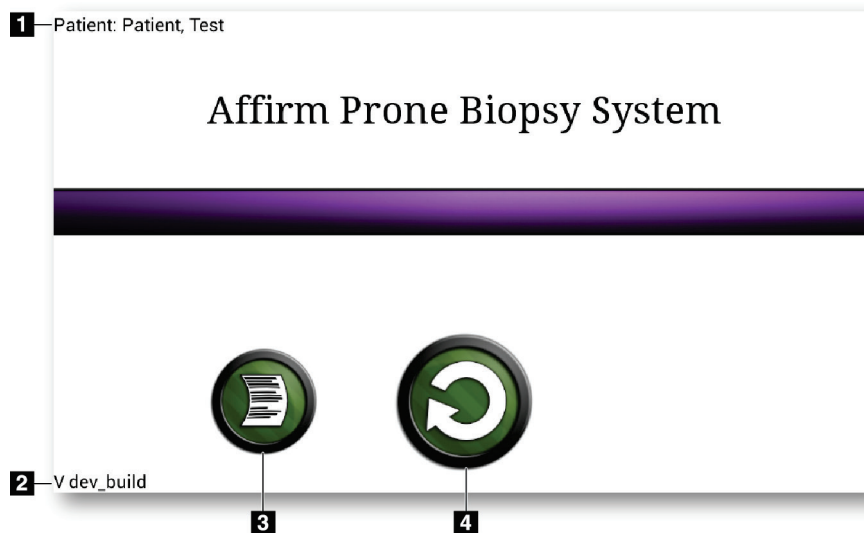 1 Patient: Patient, Test
Affirm Prone Biopsy System
2 V dev_build
3 4